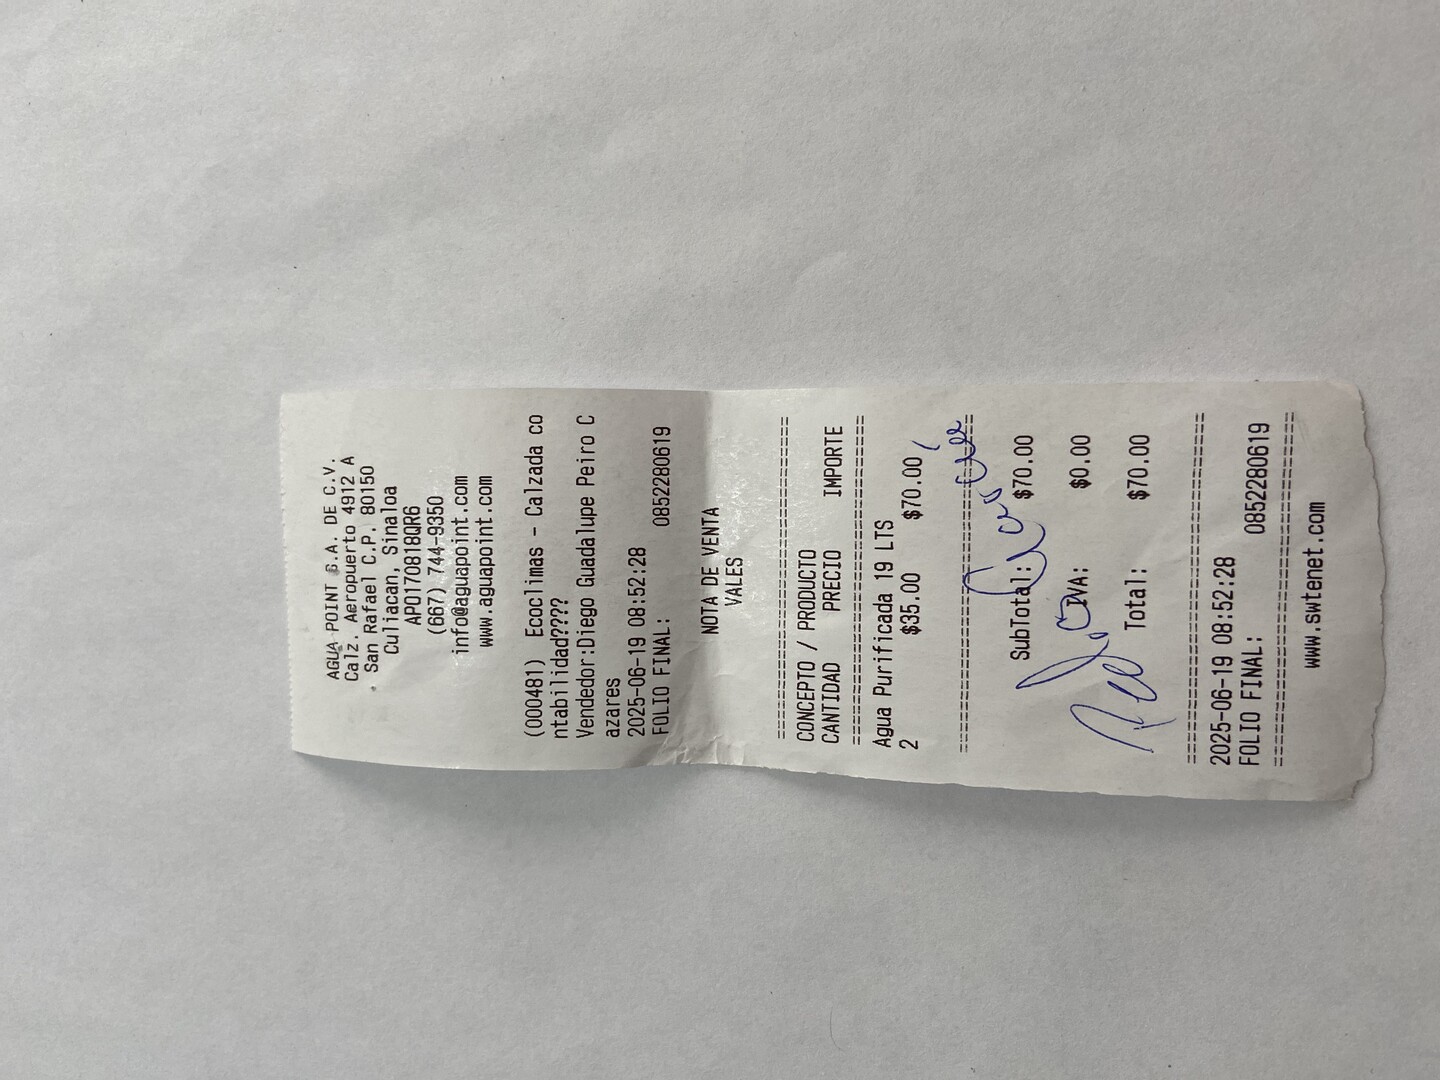 AGUA POINT S.A. DE C.V.
Calz. Aeropuerto 4912 A
San Rafael C.P. 80150
Culiacan, Sinaloa
APO170818QR6
(667) 744-9350
info@aguapoint.com
www.aguapoint.com
(000481) Ecoclimas - Calzada co
ntabilidad????
Vendedor:Diego Guadalupe Peiro C
azares
2025-06-19 08:52:28
FOLIO FINAL: 0852280619
NOTA DE VENTA
VALES
================================
CONCEPTO / PRODUCTO
CANTIDAD PRECIO IMPORTE
================================
Agua Purificada 19 LTS
2 $35.00 $70.00
--------------------------------
SubTotal: $70.00
IVA: $0.00
Total: $70.00
================================
2025-06-19 08:52:28
FOLIO FINAL: 0852280619
================================
www.swtenet.com